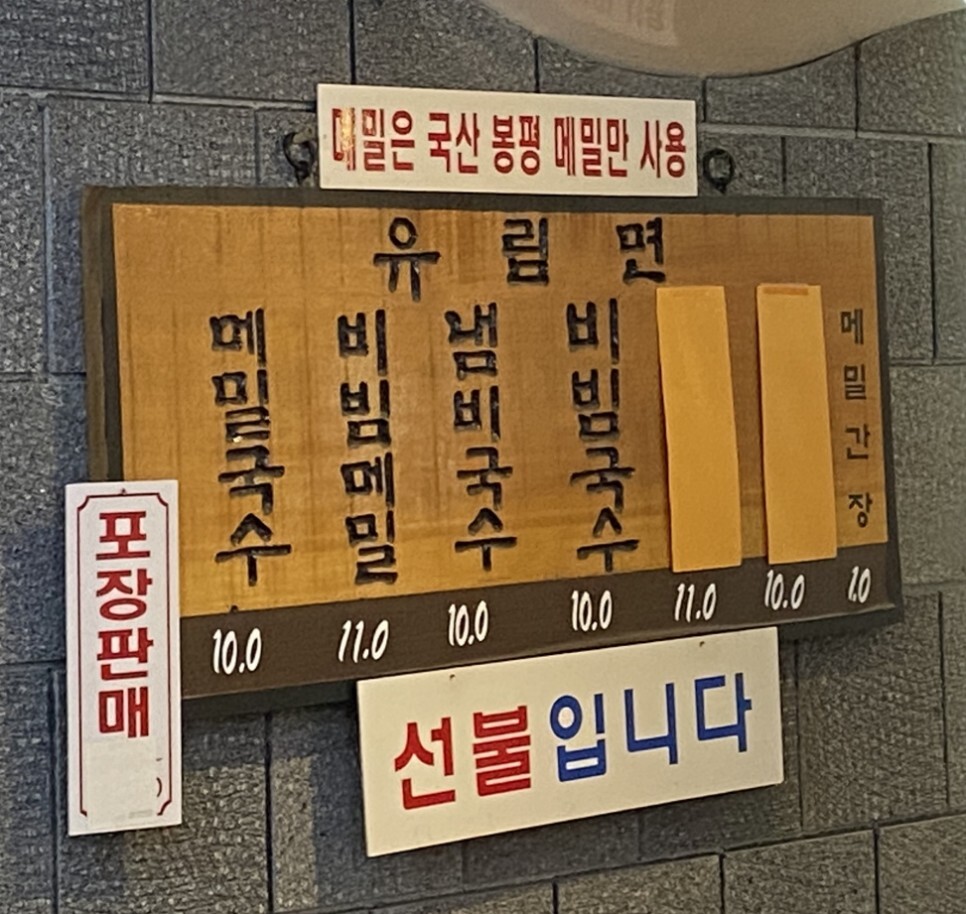 메밀은 국산 봉평 메밀만 사용
유림면
메밀국수
비빔메밀
냄비국수
비빔국수
메밀간장
10.0
11.0
10.0
10.0
11.0
10.0
1.0
포장판매
선불입니다